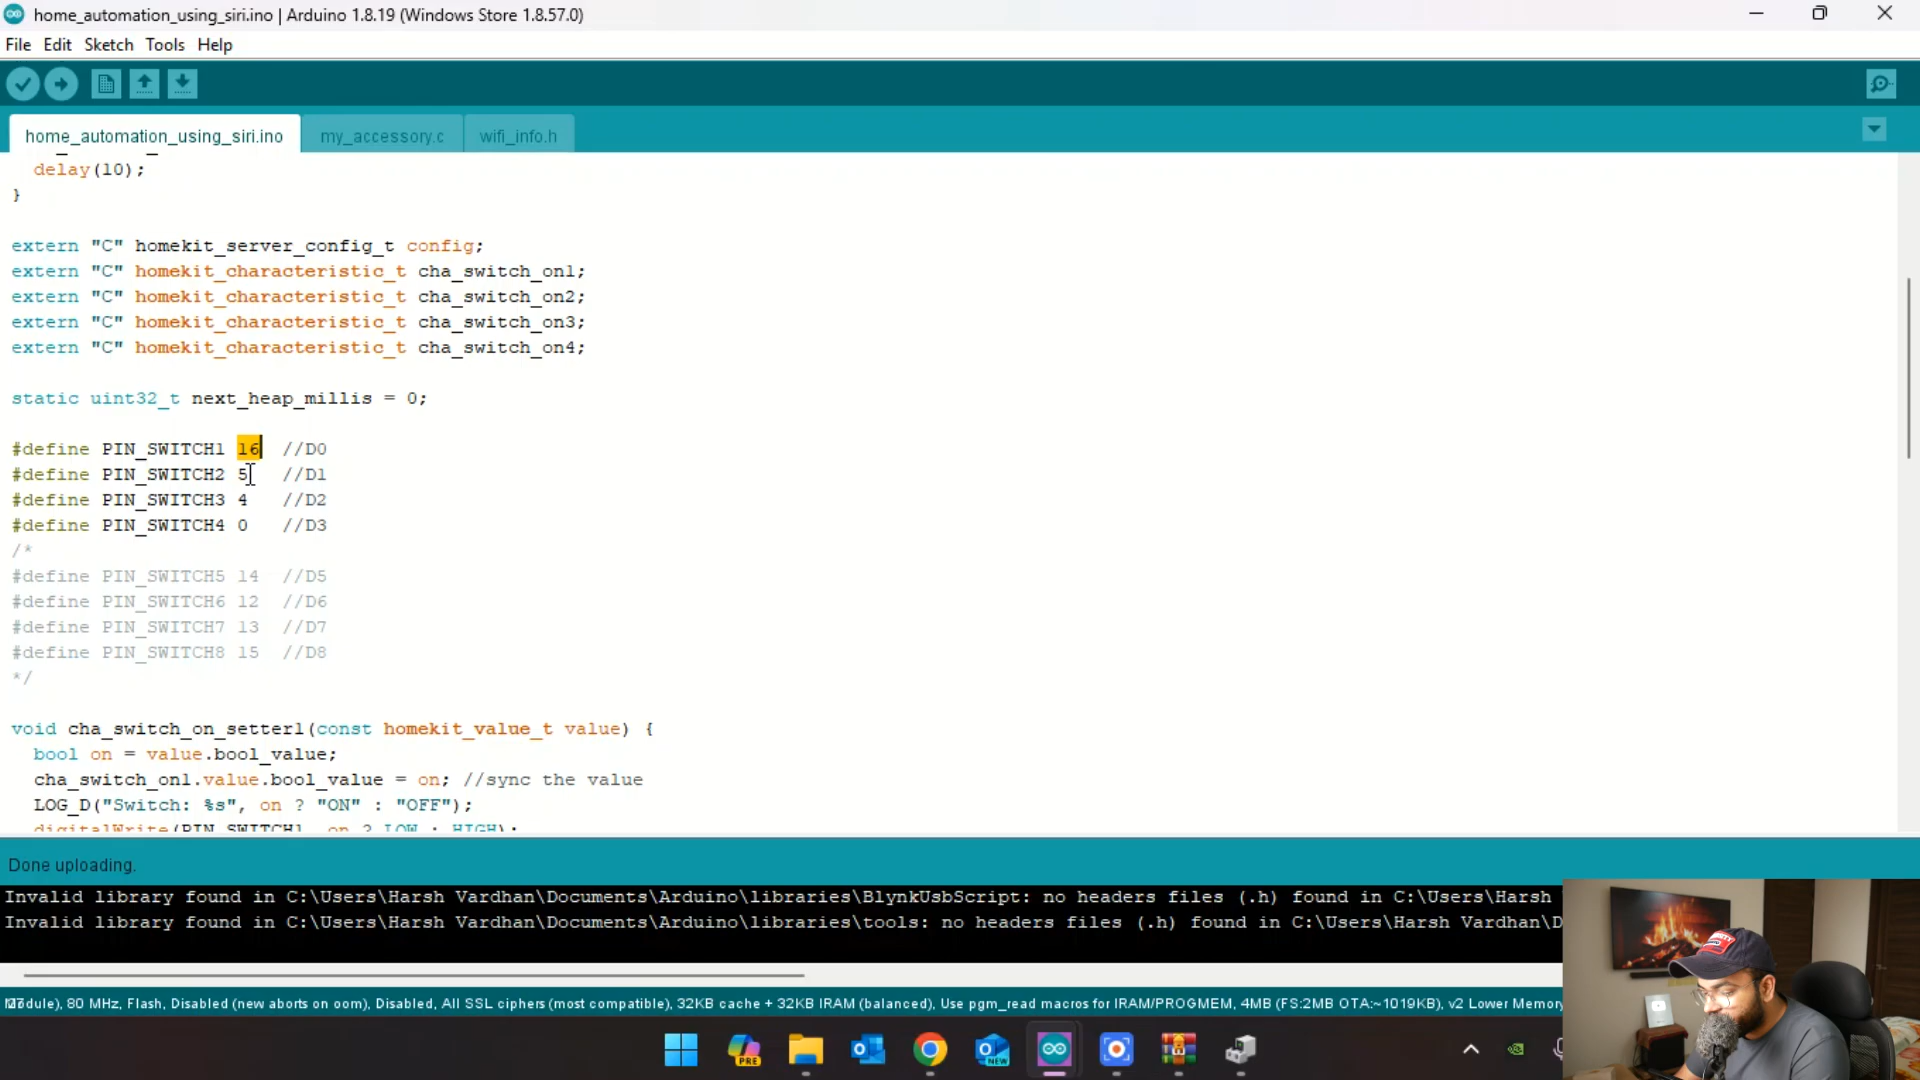 home_automation_using_siri.ino | Arduino 1.8.19 (Windows Store 1.8.57.0)
File Edit Sketch Tools Help
home_automation_using_siri.ino my_accessory.c wifi_info.h
delay(10);
}
extern "C" homekit_server_config_t config;
extern "C" homekit_characteristic_t cha_switch_on1;
extern "C" homekit_characteristic_t cha_switch_on2;
extern "C" homekit_characteristic_t cha_switch_on3;
extern "C" homekit_characteristic_t cha_switch_on4;
static uint32_t next_heap_millis = 0;
#define PIN_SWITCH1 16 //D0
#define PIN_SWITCH2 5 //D1
#define PIN_SWITCH3 4 //D2
#define PIN_SWITCH4 0 //D3
/*
#define PIN_SWITCH5 14 //D5
#define PIN_SWITCH6 12 //D6
#define PIN_SWITCH7 13 //D7
#define PIN_SWITCH8 15 //D8
*/
void cha_switch_on_setter1(const homekit_value_t value) {
bool on = value.bool_value;
cha_switch_on1.value.bool_value = on; //sync the value
LOG_D("Switch: %s", on ? "ON" : "OFF");
digitalWrite(PIN_SWITCH1, on ? LOW : HIGH);
Done uploading.
Invalid library found in C:\Users\Harsh Vardhan\Documents\Arduino\libraries\BlynkUsbScript: no headers files (.h) found in C:\Users\Harsh
Invalid library found in C:\Users\Harsh Vardhan\Documents\Arduino\libraries\tools: no headers files (.h) found in C:\Users\Harsh Vardhan\D
80 MHz, Flash, Disabled (new aborts on oom), Disabled, All SSL ciphers (most compatible), 32KB cache + 32KB IRAM (balanced), Use pgm_read macros for IRAM/PROGMEM, 4MB (FS:2MB OTA:~1019KB), v2 Lower Memory
PRE
NEW